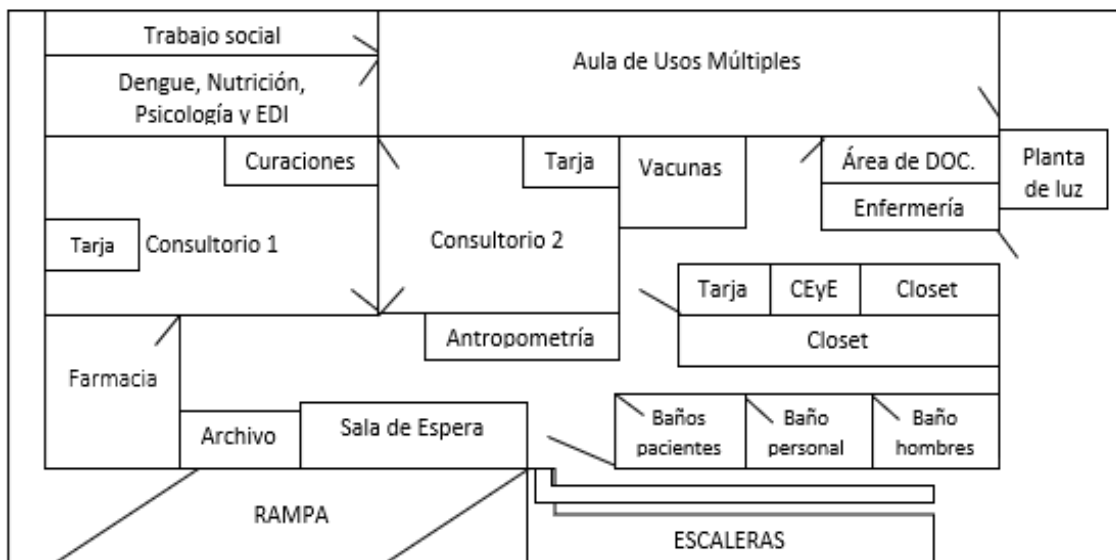 Trabajo social
Aula de Usos Múltiples
Dengue, Nutrición,
Psicología y EDI
Curaciones
Tarja
Vacunas
Área de DOC.
Planta
de luz
Enfermería
Tarja
Consultorio 1
Consultorio 2
Tarja
CEyE
Closet
Antropometría
Closet
Farmacia
Archivo
Sala de Espera
Baños
pacientes
Baño
personal
Baño
hombres
RAMPA
ESCALERAS